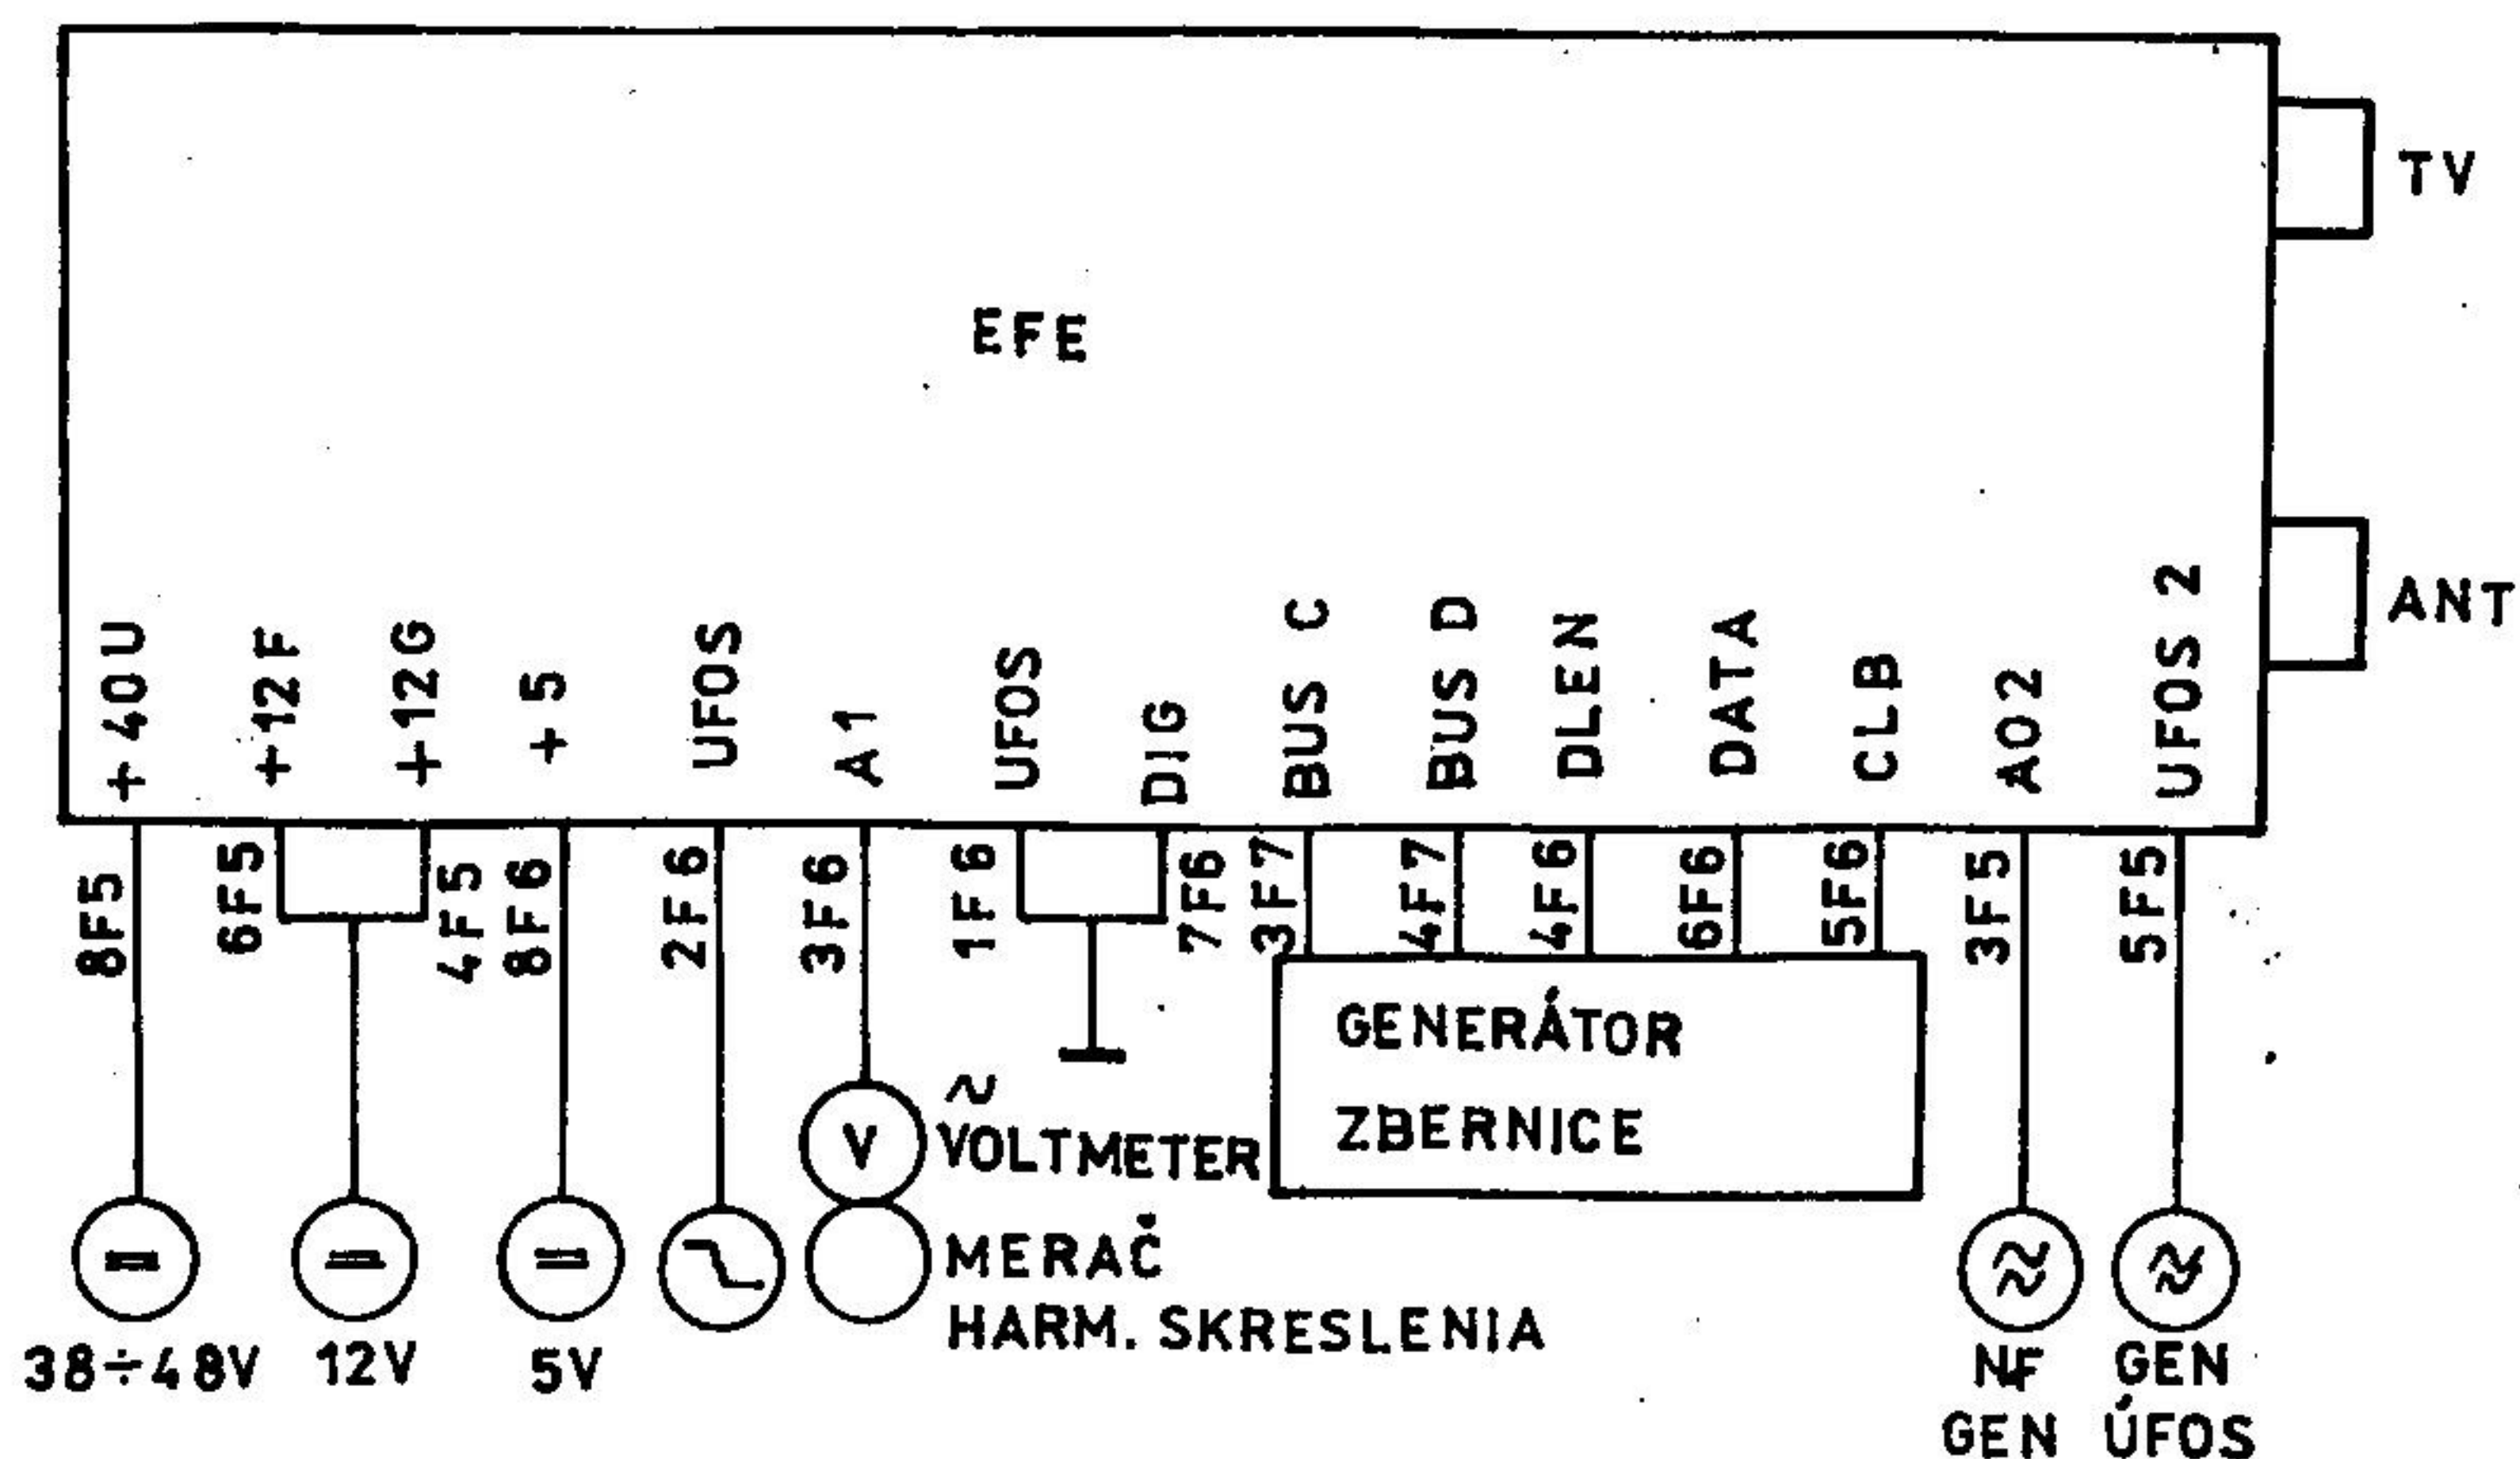 TV
EFE
ANT
+40U
+12F
+12G
+5
UFOS
A1
UFOS
DIG
BUS C
BUS D
DLEN
DATA
CLB
A02
UFOS 2
8F5
6F5
4F5
8F6
2F6
3F6
1F6
7F6
3F7
4F7
4F6
6F6
5F6
3F5
5F5
GENERÁTOR
ZBERNICE
V
~
VOLTMETER
MERAČ
HARM. SKRESLENIA
38÷48V
12V
5V
NF
GEN
GEN
ÚFOS